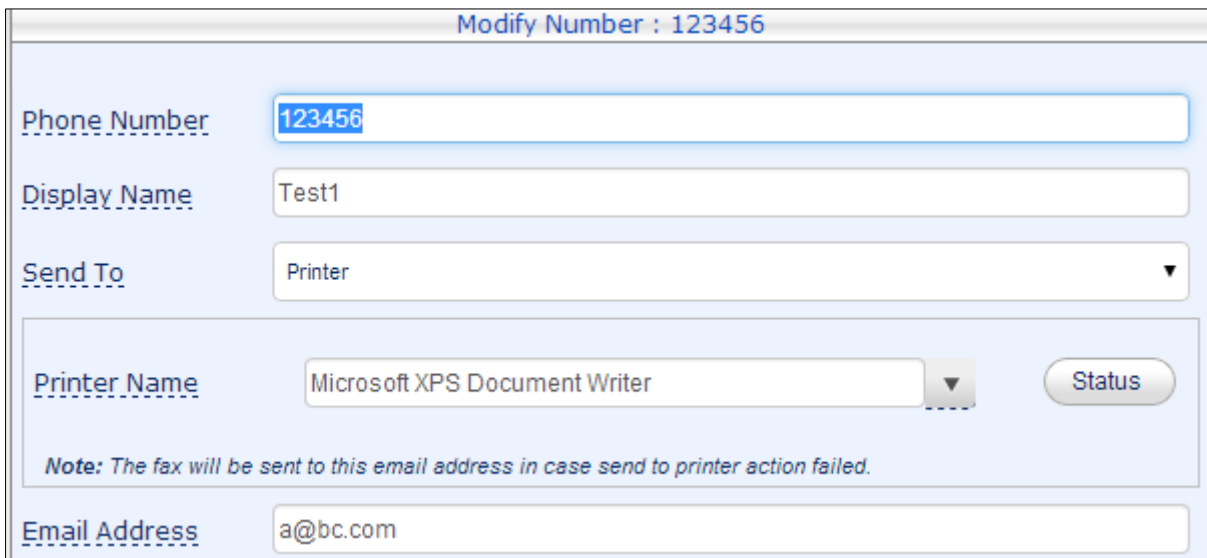 Modify Number : 123456
Phone Number 123456
Display Name Test1
Send To Printer
Printer Name Microsoft XPS Document Writer Status
Note: The fax will be sent to this email address in case send to printer action failed.
Email Address a@bc.com